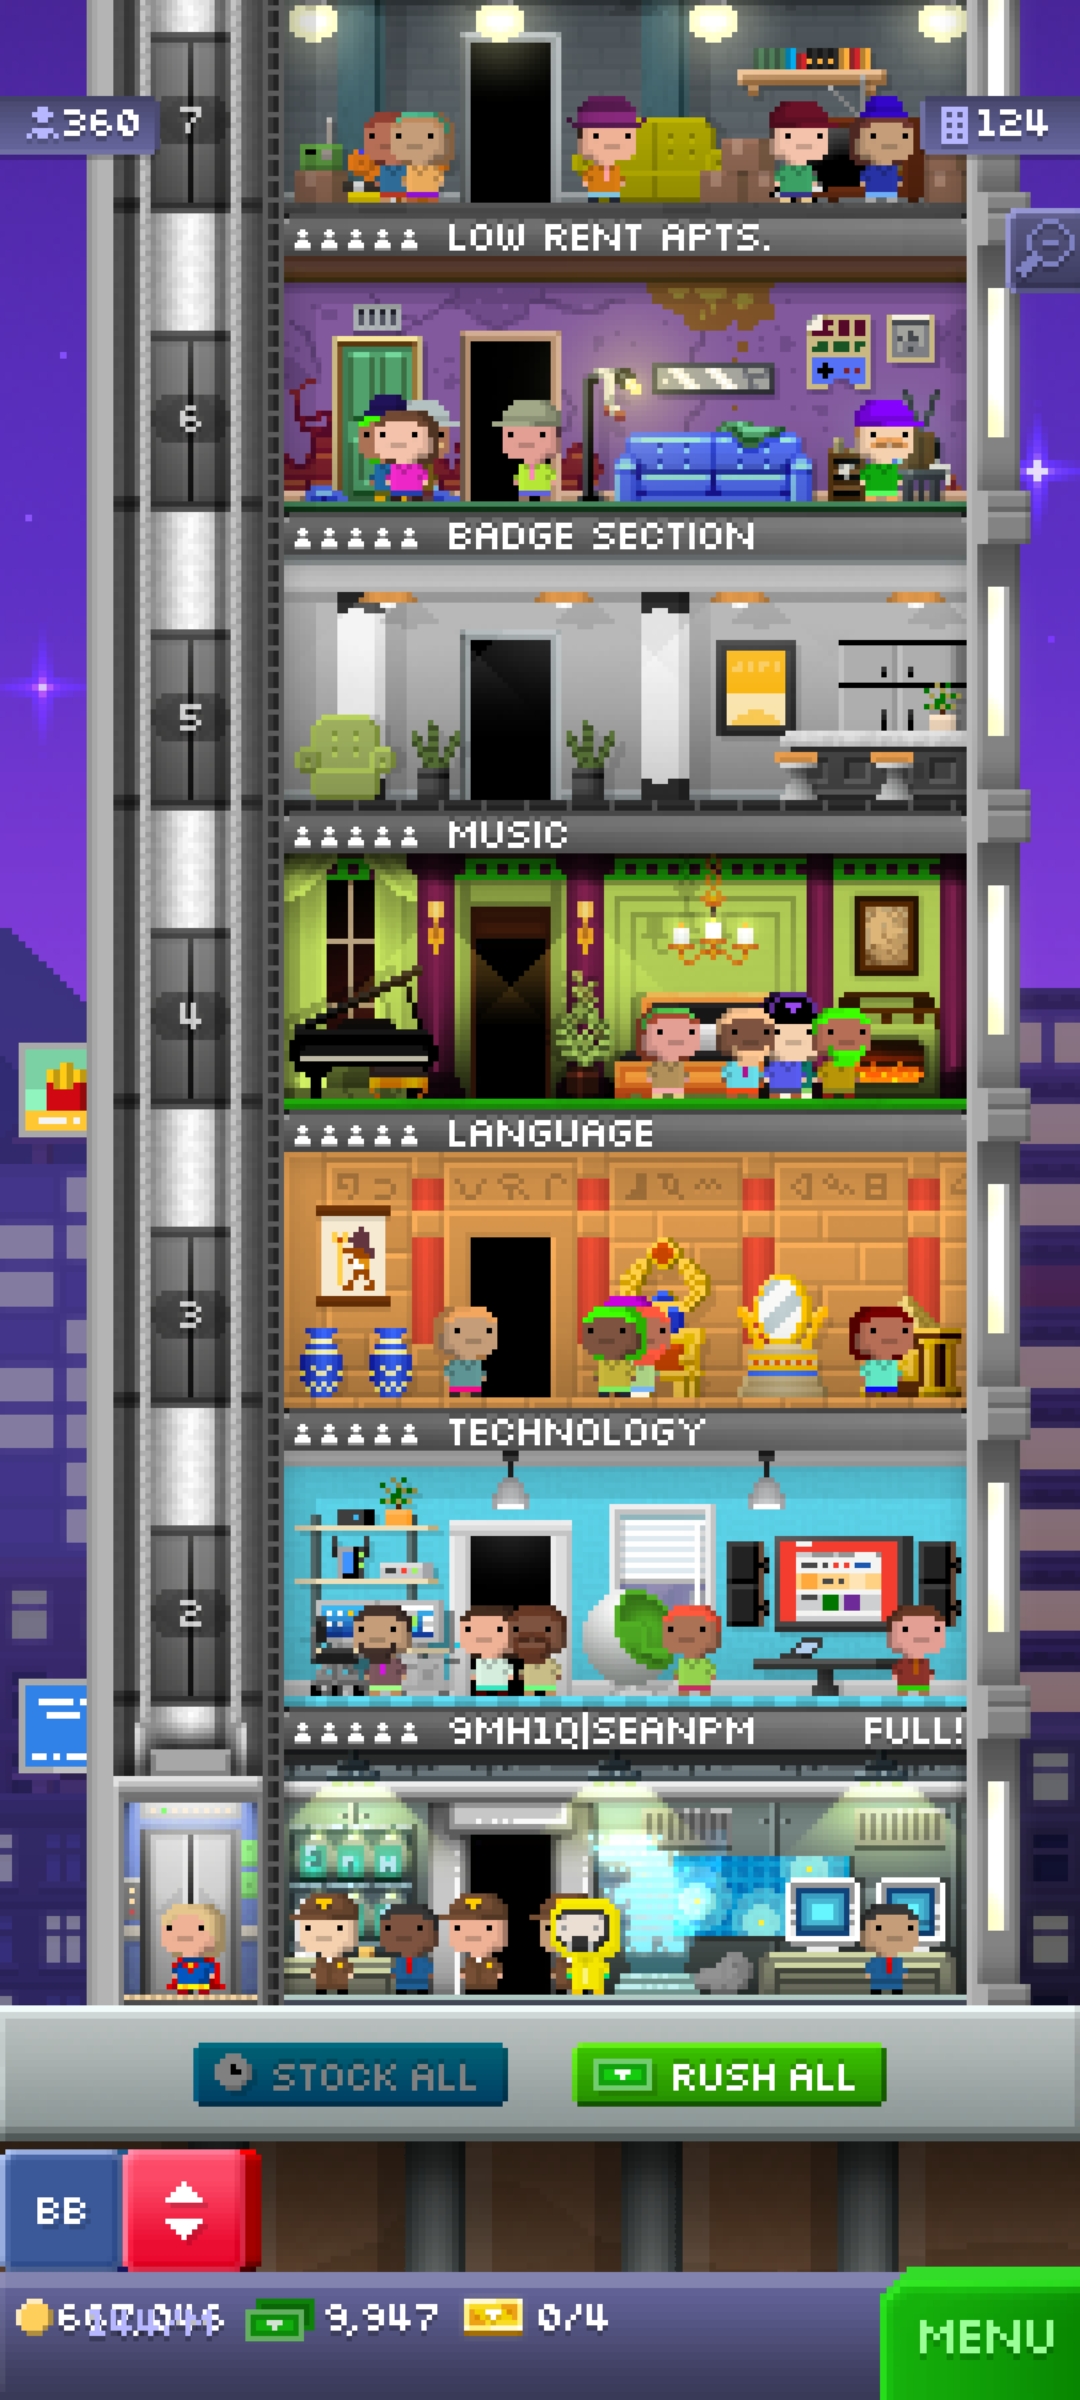 7
360
124
LOW RENT APTS.
6
BADGE SECTION
5
MUSIC
4
LANGUAGE
3
TECHNOLOGY
2
9MH1Q|SEANPM FULL!
STOCK ALL
RUSH ALL
BB
9,947
0/4
MENU